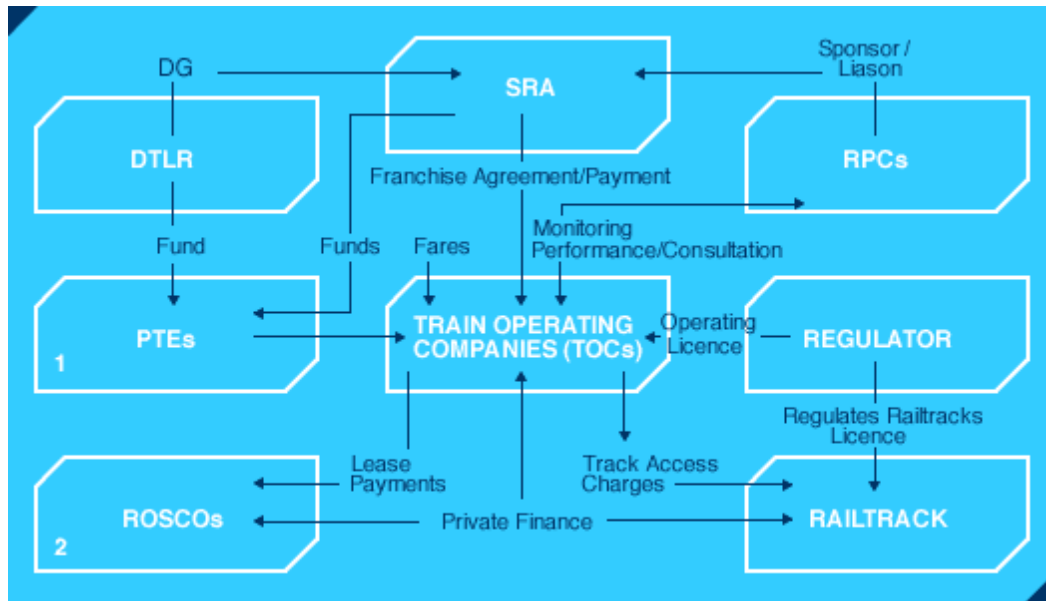 DG
SRA
Sponsor /
Liason
DTLR
RPCs
Franchise Agreement/Payment
Fund
Funds
Fares
Monitoring
Performance/Consultation
PTEs
1
TRAIN OPERATING
COMPANIES (TOCs)
Operating
Licence
REGULATOR
Regulates Railtracks
Licence
Lease
Payments
Track Access
Charges
ROSCOs
2
Private Finance
RAILTRACK